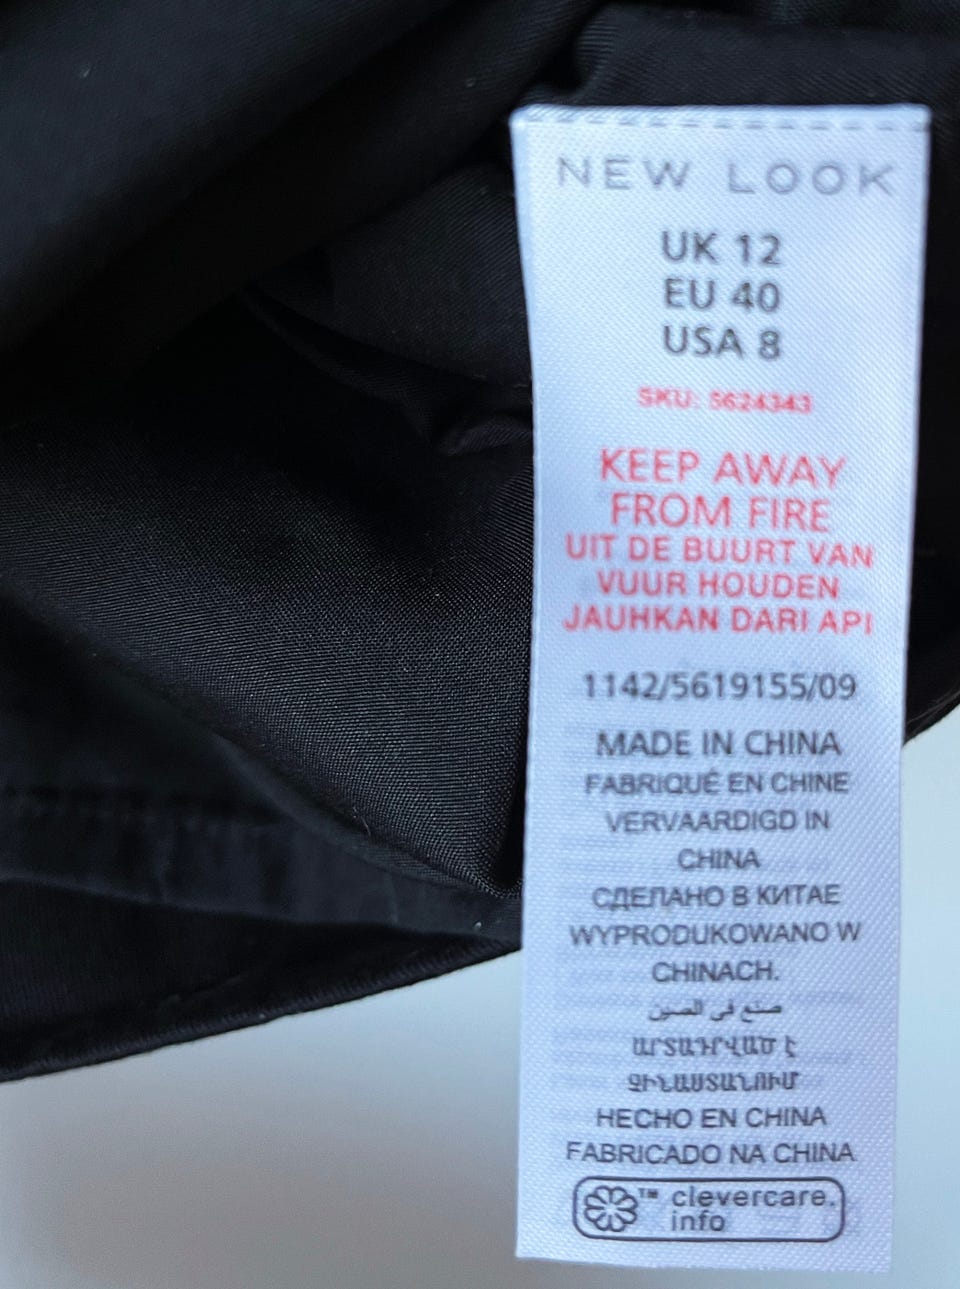 NEW LOOK
UK 12
EU 40
USA 8
SKU: 5624343
KEEP AWAY
FROM FIRE
UIT DE BUURT VAN
VUUR HOUDEN
JAUHKAN DARI API
1142/5619155/09
MADE IN CHINA
FABRIQUÉ EN CHINE
VERVAARDIGD IN
CHINA
СДЕЛАНО В КИТАЕ
WYPRODUKOWANO W
CHINACH.
صنع في الصين
ԱՐՏԱԴՐՎԱԾ է
ՉԻՆԱՍՏԱՆՈՒՄ
HECHO EN CHINA
FABRICADO NA CHINA
™ clevercare.
info